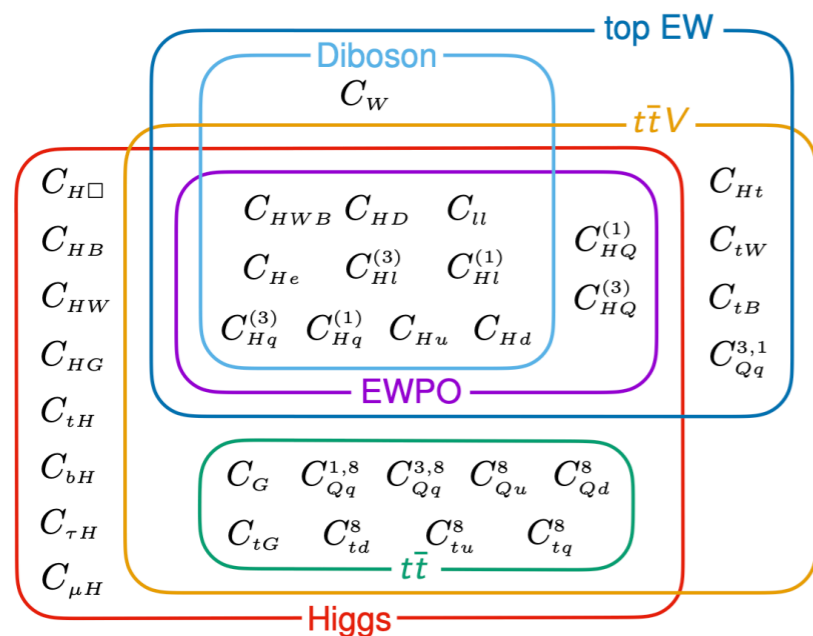 top EW
Diboson
C_W
tt̄V
C_{H□}
C_{HWB} C_{HD} C_{ll}
C_{Ht}
C_{HB}
C_{He} C_{Hl}^{(3)} C_{Hl}^{(1)}
C_{HQ}^{(1)}
C_{tW}
C_{HW}
C_{HQ}^{(3)}
C_{tB}
C_{Hq}^{(3)} C_{Hq}^{(1)} C_{Hu} C_{Hd}
C_{HG}
C_{Qq}^{3,1}
EWPO
C_{tH}
C_{bH}
C_G C_{Qq}^{1,8} C_{Qq}^{3,8} C_{Qu}^8 C_{Qd}^8
C_{τH}
C_{tG} C_{td}^8 C_{tu}^8 C_{tq}^8
C_{μH}
tt̄
Higgs